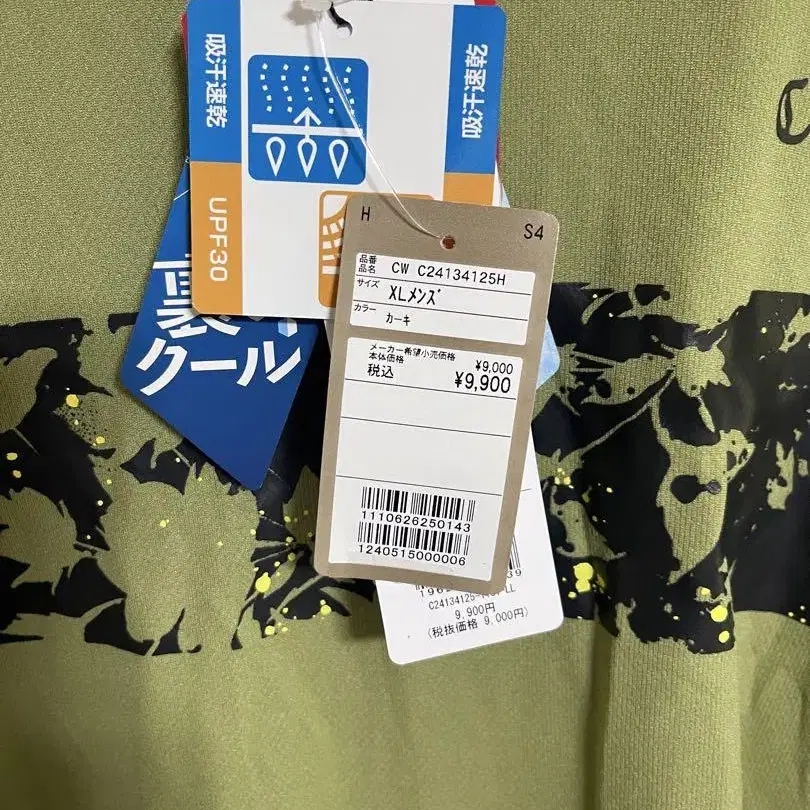 吸汗速乾
吸汗速乾
UPF30
クール
H
S4
品番
品名
CW C24134125H
サイズ
XLメンズ
カラー
カーキ
メーカー希望小売価格
本体価格
¥9,000
税込
¥9,900
1110626250143
1240515000006
C24134125
LL
9,900円
(税抜価格 9,000円)